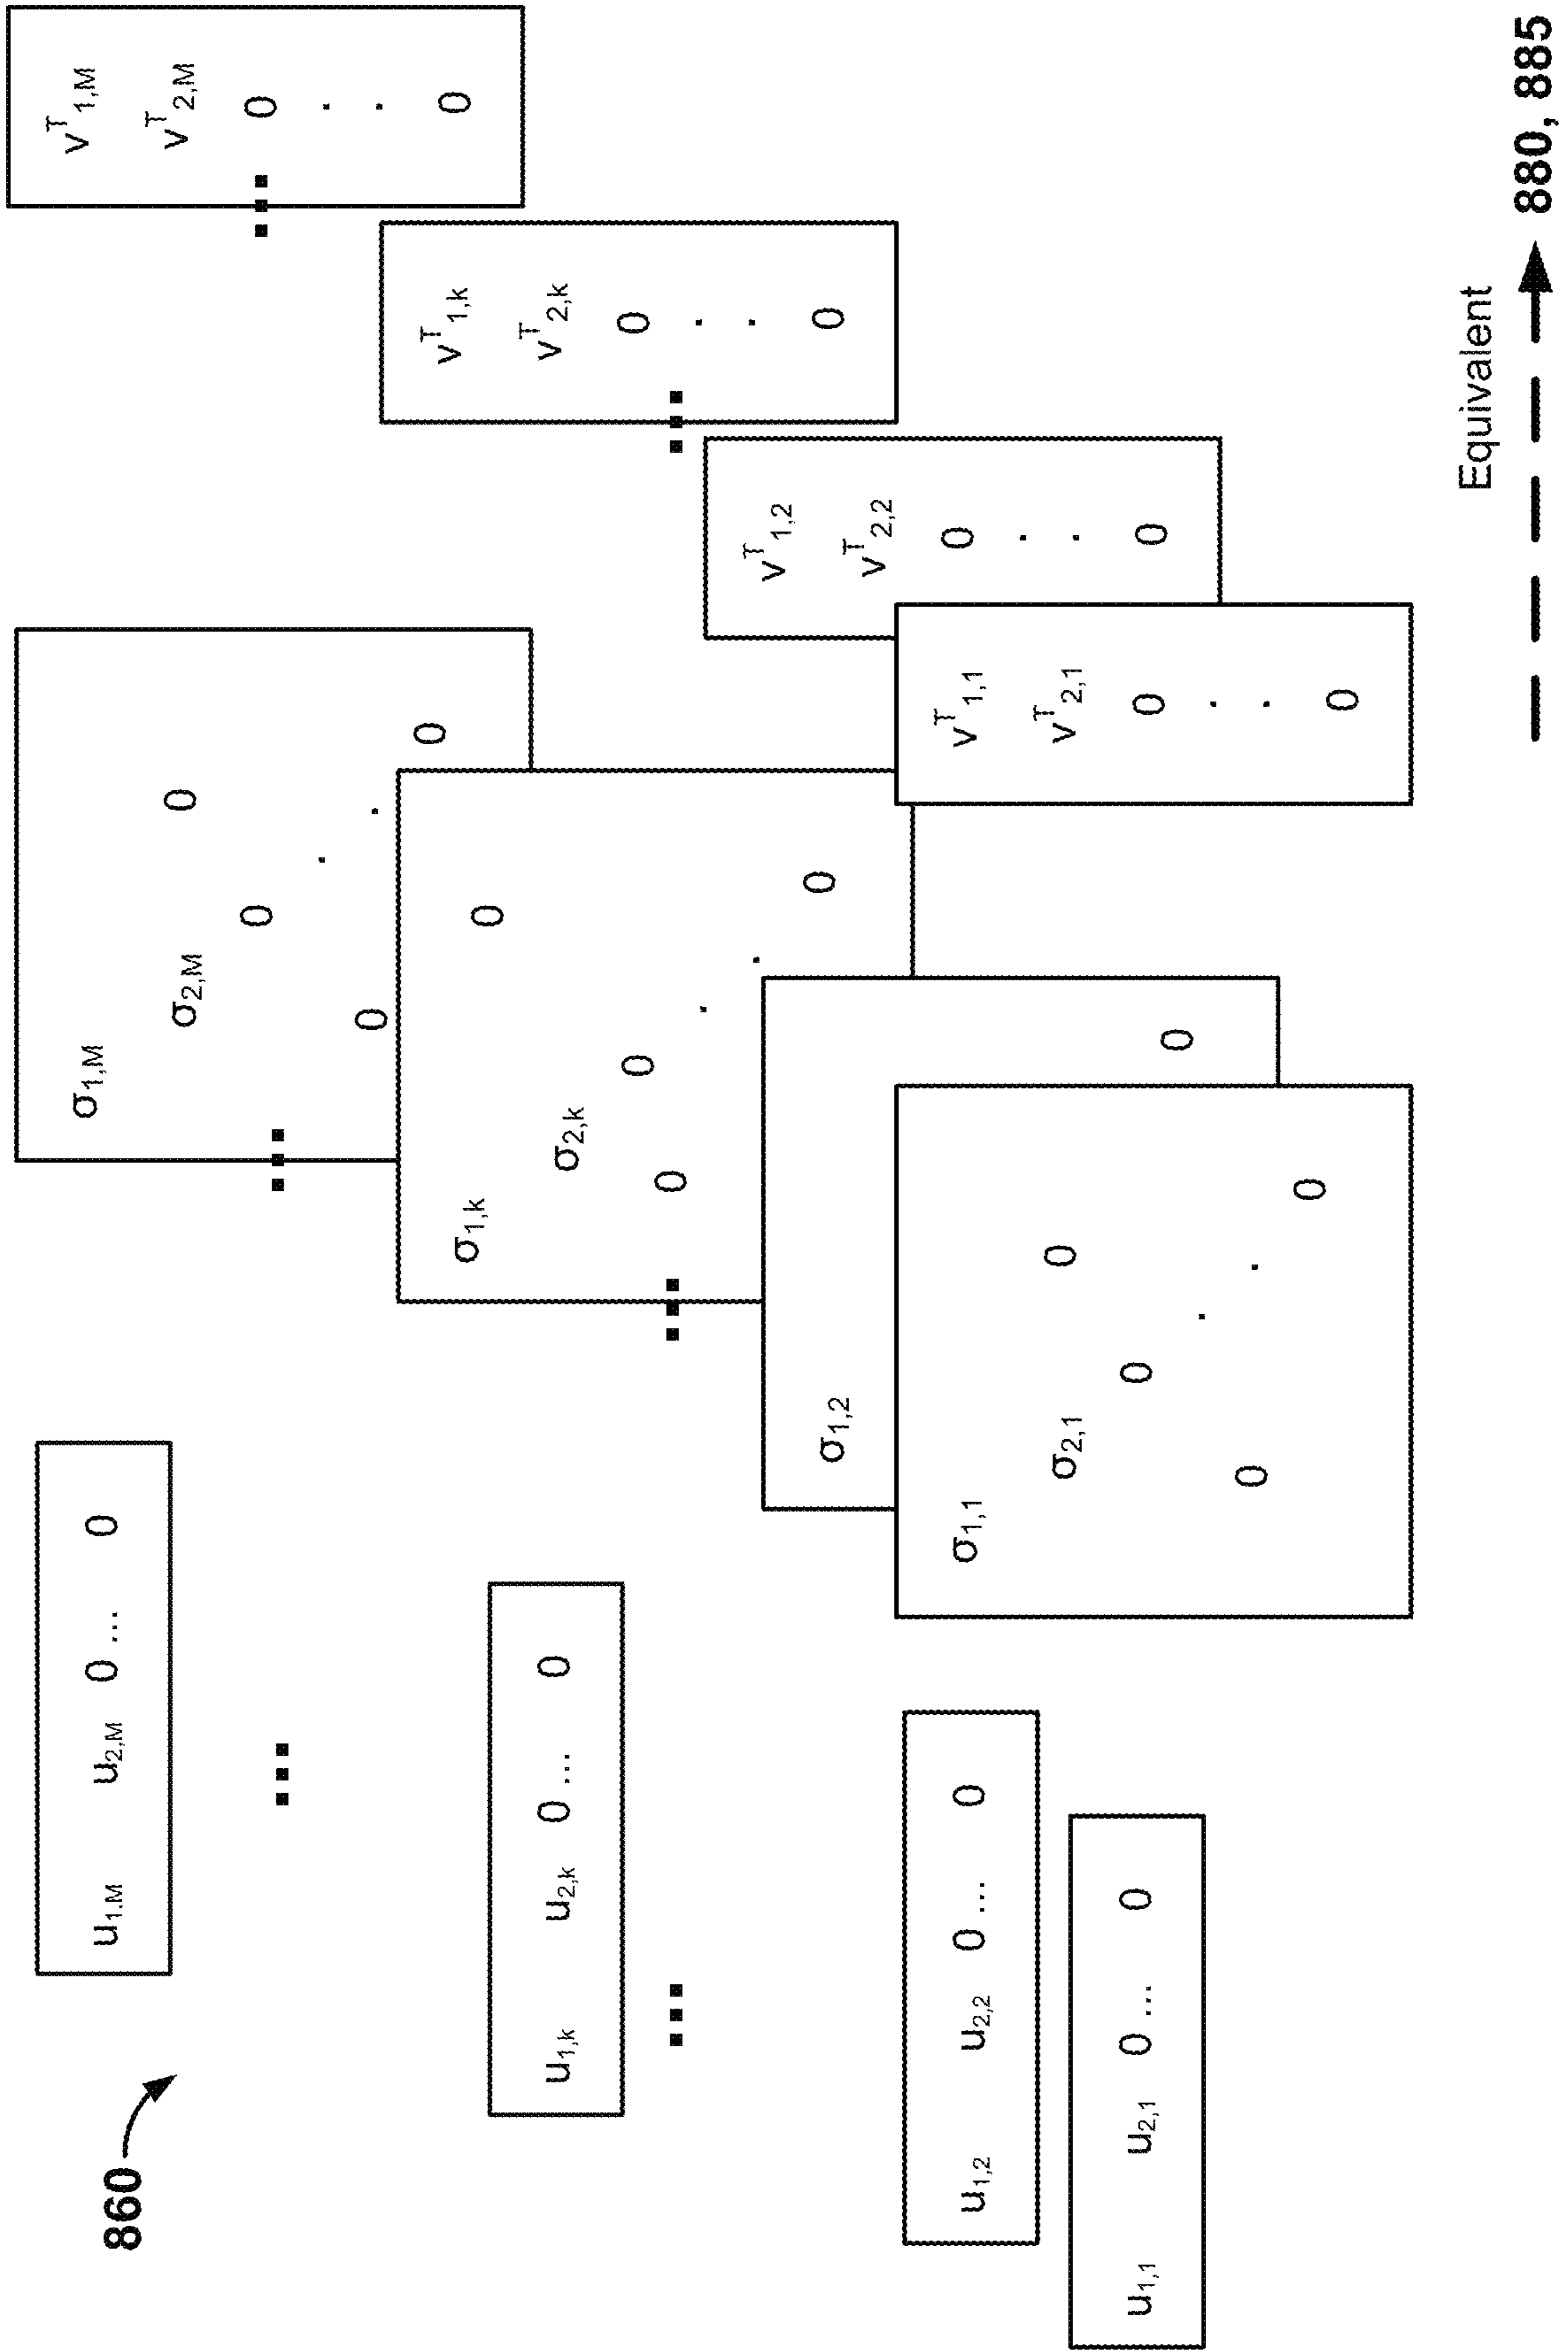 860
u₁.M u₂,M 0 ... 0
u₁,k u₂,k 0 ... 0
u₁,₂ u₂,₂ 0 ... 0
u₁,₁ u₂,₁ 0 ... 0
σ₁,M
σ₂,M 0
0
0
0
σ₁,k
0
σ₂,k
0
0
0
σ₁,₂
0
σ₁,₁
σ₂,₁ 0
0
0
0
vᵀ₁,M
vᵀ₂,M
0
.
.
0
vᵀ₁,k
vᵀ₂,k
0
.
.
0
vᵀ₁,₂
vᵀ₂,₂
0
.
.
0
vᵀ₁,₁
vᵀ₂,₁
0
.
.
0
Equivalent
880, 885